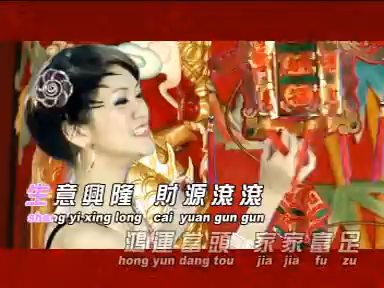 生意興隆 財源滾滾
sheng yi xing long cai yuan gun gun
鴻運當頭 家家富足
hong yun dang tou jia jia fu zu